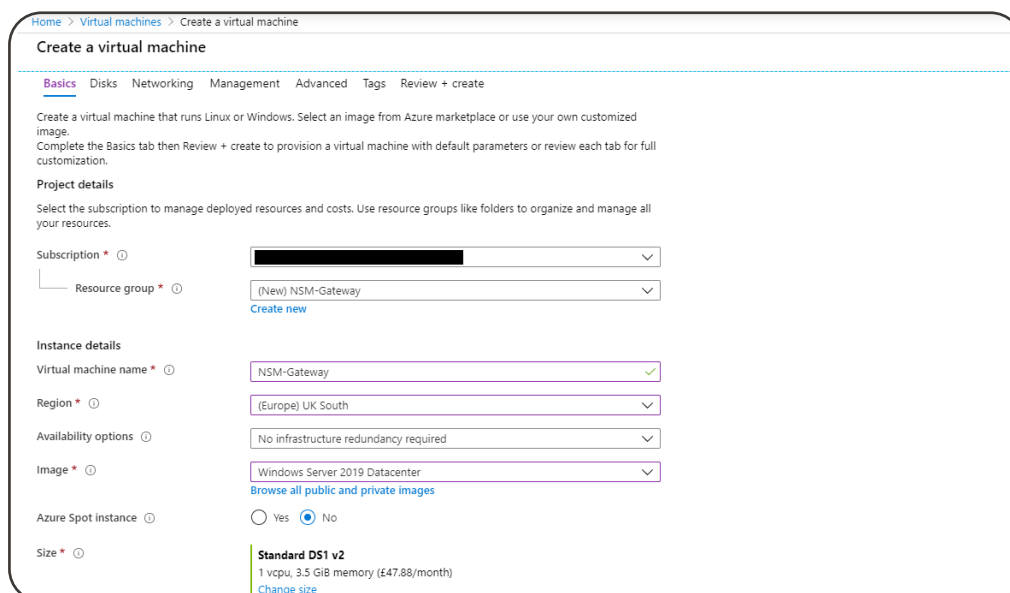 Home > Virtual machines > Create a virtual machine
Create a virtual machine
Basics Disks Networking Management Advanced Tags Review + create
Create a virtual machine that runs Linux or Windows. Select an image from Azure marketplace or use your own customized
image.
Complete the Basics tab then Review + create to provision a virtual machine with default parameters or review each tab for full
customization.
Project details
Select the subscription to manage deployed resources and costs. Use resource groups like folders to organize and manage all
your resources.
Subscription *
Resource group * (New) NSM-Gateway
Create new
Instance details
Virtual machine name * NSM-Gateway
Region * (Europe) UK South
Availability options No infrastructure redundancy required
Image * Windows Server 2019 Datacenter
Browse all public and private images
Azure Spot instance Yes No
Size * Standard DS1 v2
1 vcpu, 3.5 GiB memory (£47.88/month)
Change size